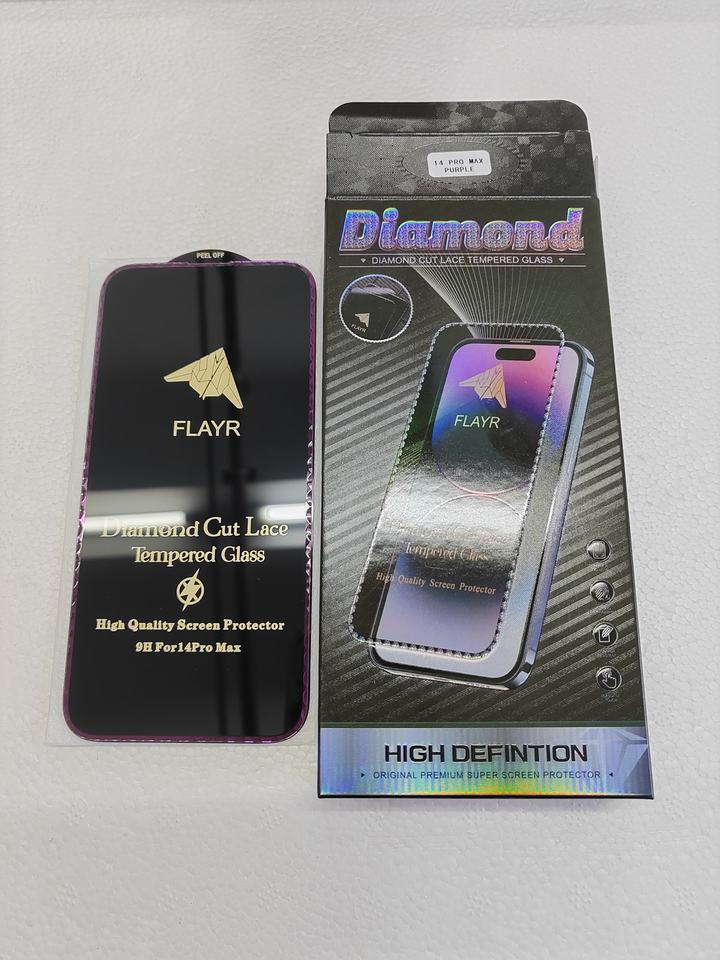 PEEL OFF
FLAYR
Diamond Cut Lace
Tempered Glass
High Quality Screen Protector
9H For14Pro Max
14 PRO MAX
PURPLE
Diamond
DIAMOND CUT LACE TEMPERED GLASS
FLAYR
FLAYR
Tempered Glass
High Quality Screen Protector
HIGH DEFINTION
ORIGINAL PREMIUM SUPER SCREEN PROTECTOR